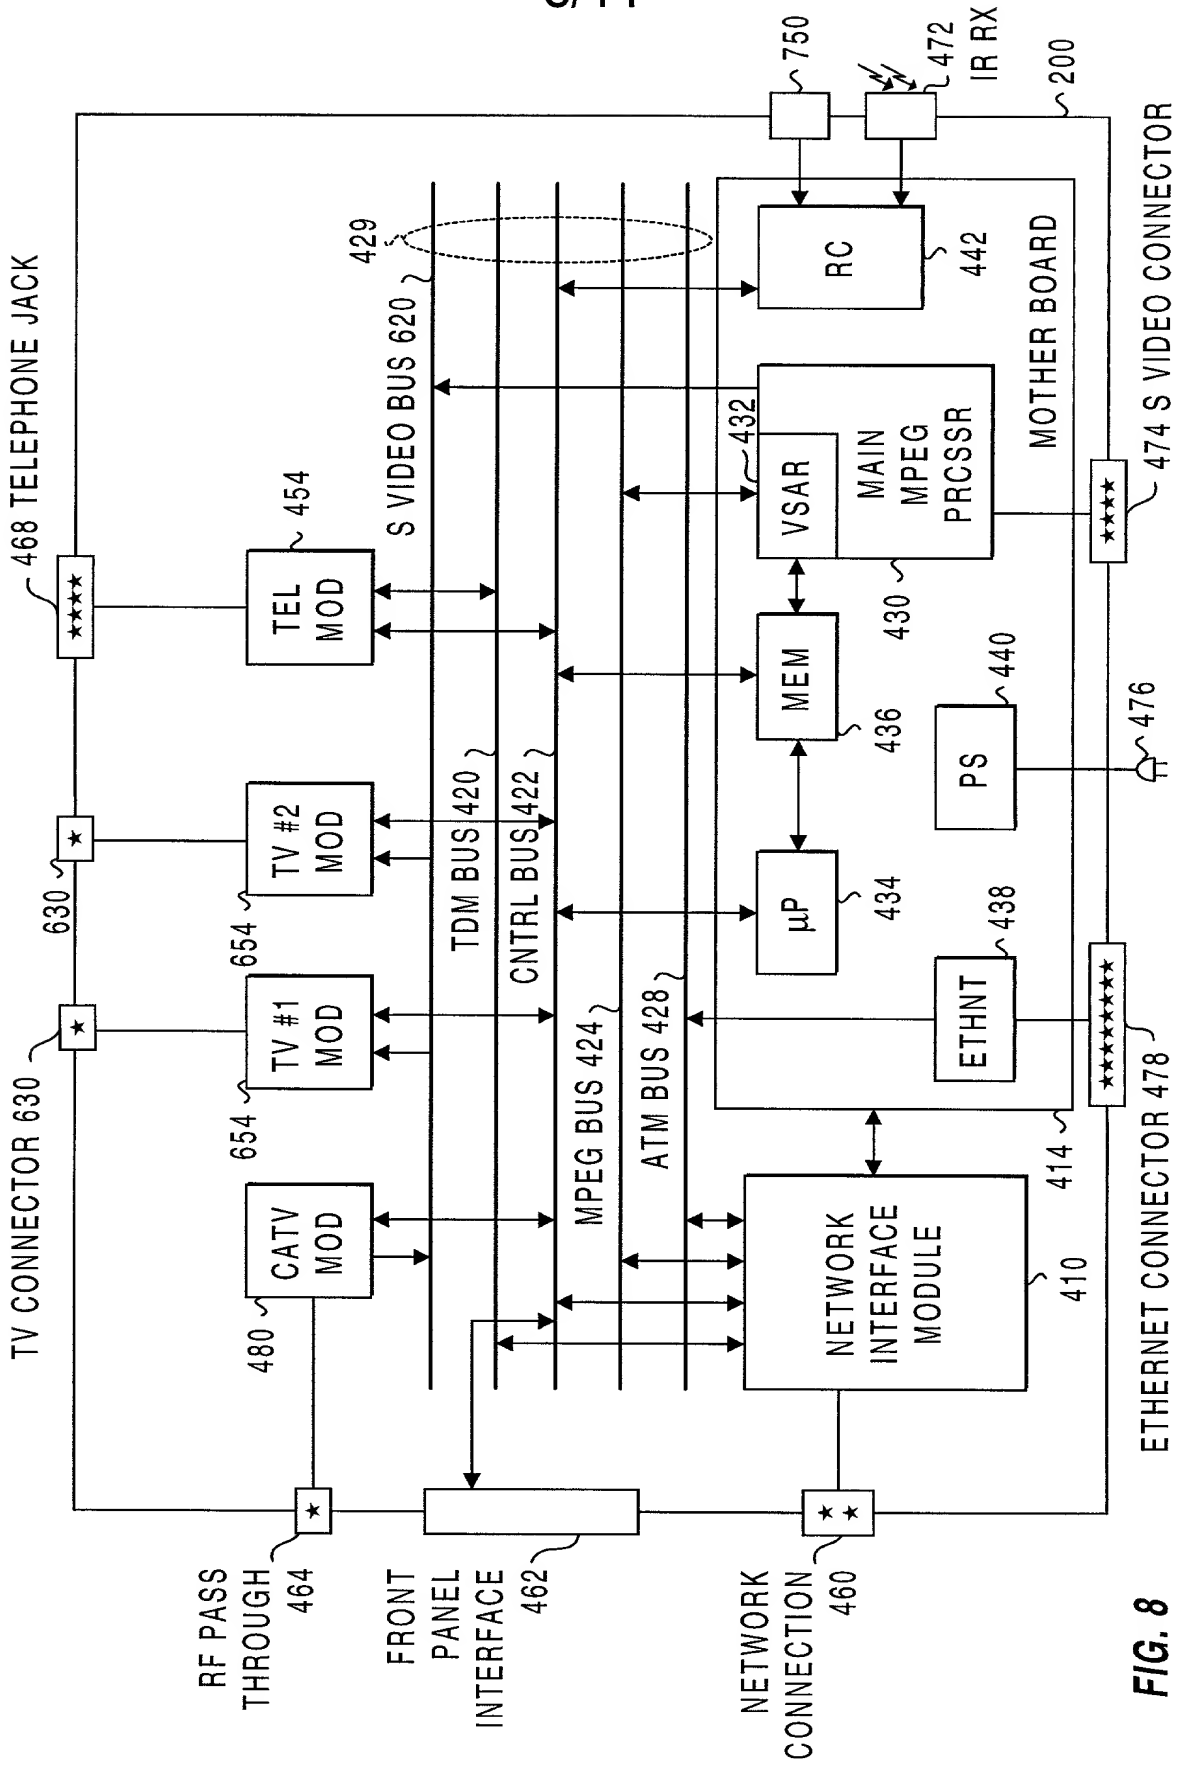 TV CONNECTOR 630
630
468 TELEPHONE JACK
654
TV #1
MOD
654
TV #2
MOD
TEL
MOD
454
480
CATV
MOD
RF PASS
THROUGH
464
FRONT
PANEL
INTERFACE
462
NETWORK
CONNECTION
460
S VIDEO BUS 620
429
TDM BUS 420
CNTRL BUS 422
MPEG BUS 424
ATM BUS 428
NETWORK
INTERFACE
MODULE
410
414
µP
434
MEM
436
VSAR
432
MAIN
MPEG
PRCSSR
430
RC
442
750
472
IR RX
200
ETHNT
438
PS
440
MOTHER BOARD
ETHERNET CONNECTOR 478
476
474 S VIDEO CONNECTOR
FIG. 8